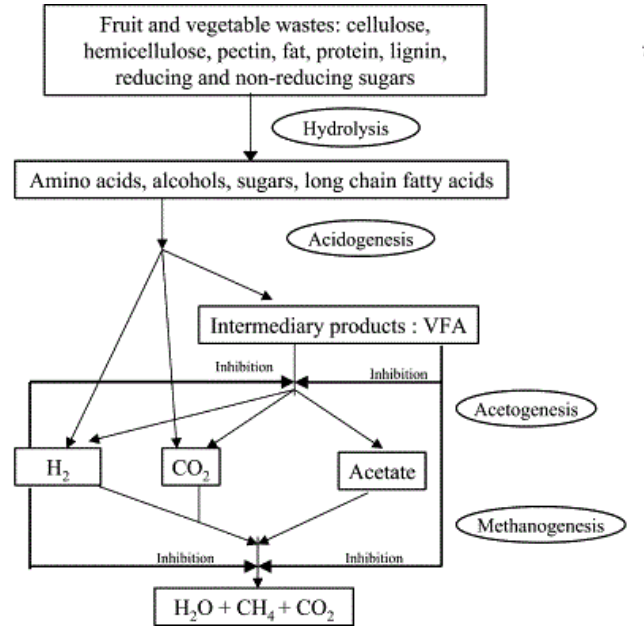 Fruit and vegetable wastes: cellulose,
hemicellulose, pectin, fat, protein, lignin,
reducing and non-reducing sugars
Hydrolysis
Amino acids, alcohols, sugars, long chain fatty acids
Acidogenesis
Intermediary products : VFA
Inhibition
Inhibition
Acetogenesis
H₂
CO₂
Acetate
Methanogenesis
Inhibition
Inhibition
H₂O + CH₄ + CO₂